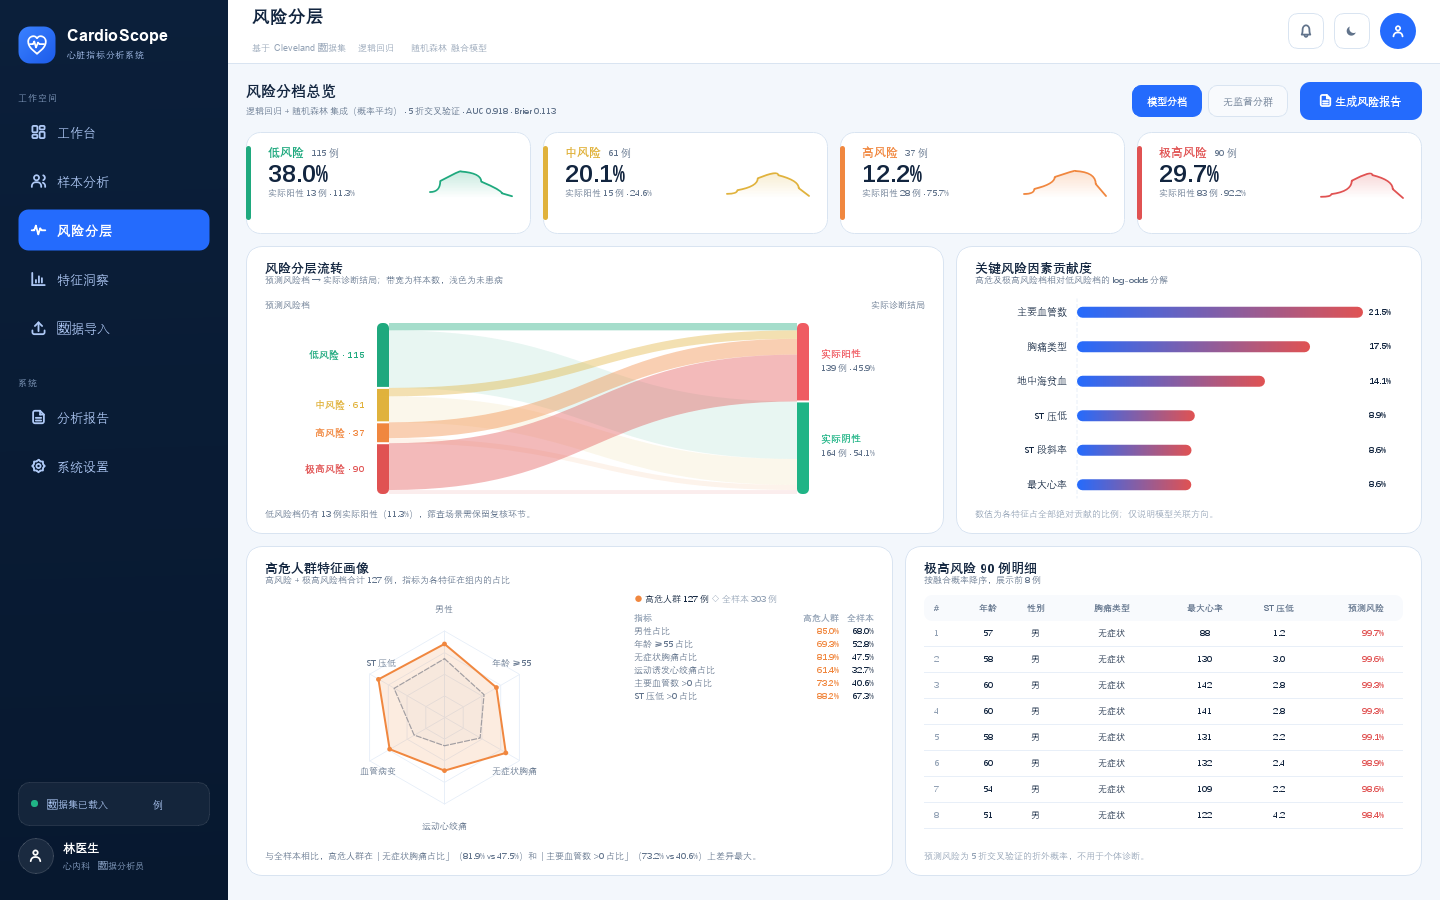 CardioScope
心脏指标分析系统
工作空间
工作台
样本分析
风险分层
特征洞察
数据导入
系统
分析报告
系统设置
数据集已载入 例
林医生
心内科 数据分析员
风险分层
基于 Cleveland 数据集 逻辑回归 随机森林 融合模型
风险分档总览
逻辑回归 + 随机森林 集成（概率平均） · 5 折交叉验证 · AUC 0.918 · Brier 0.113
模型分档
无监督分群
生成风险报告
低风险 115 例
38.0%
实际阳性 13 例 · 11.3%
中风险 61 例
20.1%
实际阳性 15 例 · 24.6%
高风险 37 例
12.2%
实际阳性 28 例 · 75.7%
极高风险 90 例
29.7%
实际阳性 83 例 · 92.2%
风险分层流转
预测风险档 — 实际诊断结局；带宽为样本数，浅色为未患病
预测风险档
实际诊断结局
低风险 · 115
中风险 · 61
高风险 · 37
极高风险 · 90
实际阳性
139 例 · 45.9%
实际阴性
164 例 · 54.1%
低风险档仍有 13 例实际阳性（11.3%），筛查场景需保留复核环节。
关键风险因素贡献度
高危及极高风险档相对低风险档的 log-odds 分解
主要血管数 21.5%
胸痛类型 17.5%
地中海贫血 14.1%
ST 压低 8.9%
ST 段斜率 8.6%
最大心率 8.6%
数值为各特征占全部绝对贡献的比例；仅说明模型关联方向。
高危人群特征画像
高风险 + 极高风险档合计 127 例，指标为各特征在组内的占比
男性
年龄 ≥55
无症状胸痛
运动心绞痛
血管病变
ST 压低
高危人群 127 例 ◇ 全样本 303 例
指标 高危人群 全样本
男性占比 85.0% 68.0%
年龄 ≥55 占比 69.3% 52.8%
无症状胸痛占比 81.9% 47.5%
运动诱发心绞痛占比 61.4% 32.7%
主要血管数 >0 占比 73.2% 40.6%
ST 压低 >0 占比 88.2% 67.3%
与全样本相比，高危人群在「无症状胸痛占比」（81.9% vs 47.5%）和「主要血管数 >0 占比」（73.2% vs 40.6%）上差异最大。
极高风险 90 例明细
按融合概率降序，展示前 8 例
# 年龄 性别 胸痛类型 最大心率 ST 压低 预测风险
1 57 男 无症状 88 1.2 99.7%
2 58 男 无症状 130 3.0 99.6%
3 60 男 无症状 142 2.8 99.3%
4 60 男 无症状 141 2.8 99.3%
5 58 男 无症状 131 2.2 99.1%
6 60 男 无症状 132 2.4 98.9%
7 54 男 无症状 109 2.2 98.6%
8 51 男 无症状 122 4.2 98.4%
预测风险为 5 折交叉验证的折外概率，不用于个体诊断。